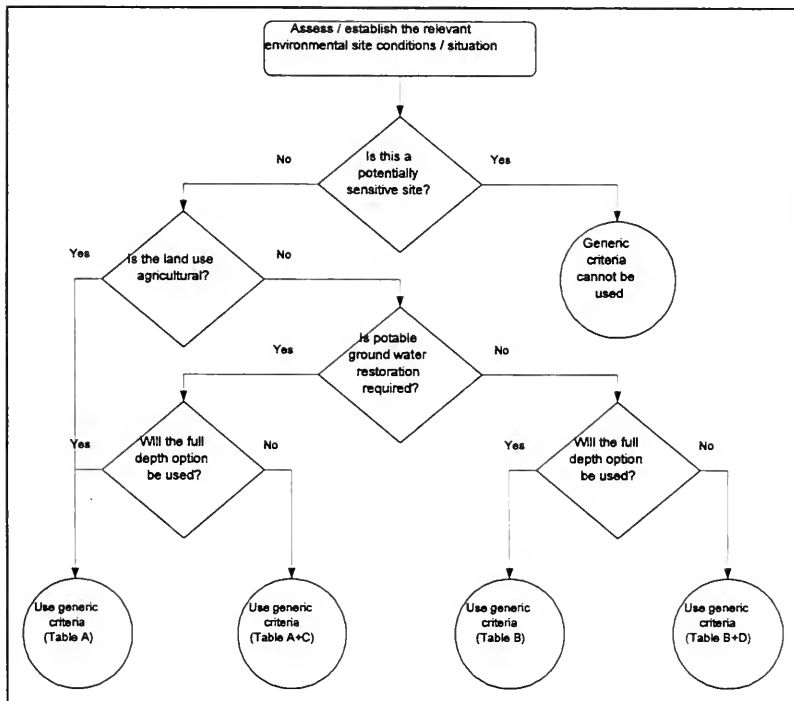 Assess / establish the relevant
environmental site conditions / situation
No
Is this a
potentially
sensitive site?
Yes
Yes
Is the land use
agricultural?
No
Generic
criteria
cannot be
used
Yes
Is potable
ground water
restoration
required?
No
Yes
Will the full
depth option
be used?
No
Yes
Will the full
depth option
be used?
No
Use generic
criteria
(Table A)
Use generic
criteria
(Table A+C)
Use generic
criteria
(Table B)
Use generic
criteria
(Table B+D)